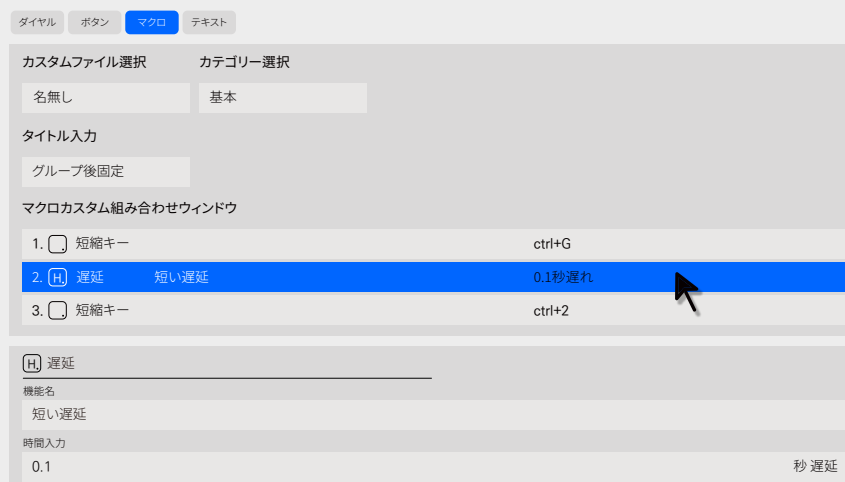 ダイヤル ボタン マクロ テキスト
カスタムファイル選択 カテゴリー選択
名無し 基本
タイトル入力
グループ後固定
マクロカスタム組み合わせウィンドウ
1. 短縮キー ctrl+G
2. H. 遅延 短い遅延 0.1秒遅れ
3. 短縮キー ctrl+2
H. 遅延
機能名
短い遅延
時間入力
0.1 秒 遅延